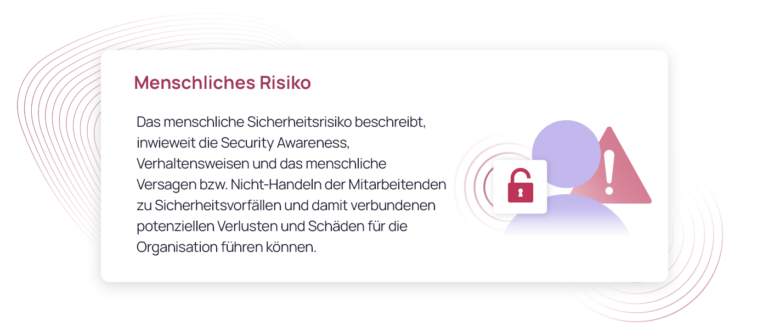 Menschliches Risiko
Das menschliche Sicherheitsrisiko beschreibt,
inwieweit die Security Awareness,
Verhaltensweisen und das menschliche
Versagen bzw. Nicht-Handeln der Mitarbeitenden
zu Sicherheitsvorfällen und damit verbundenen
potenziellen Verlusten und Schäden für die
Organisation führen können.